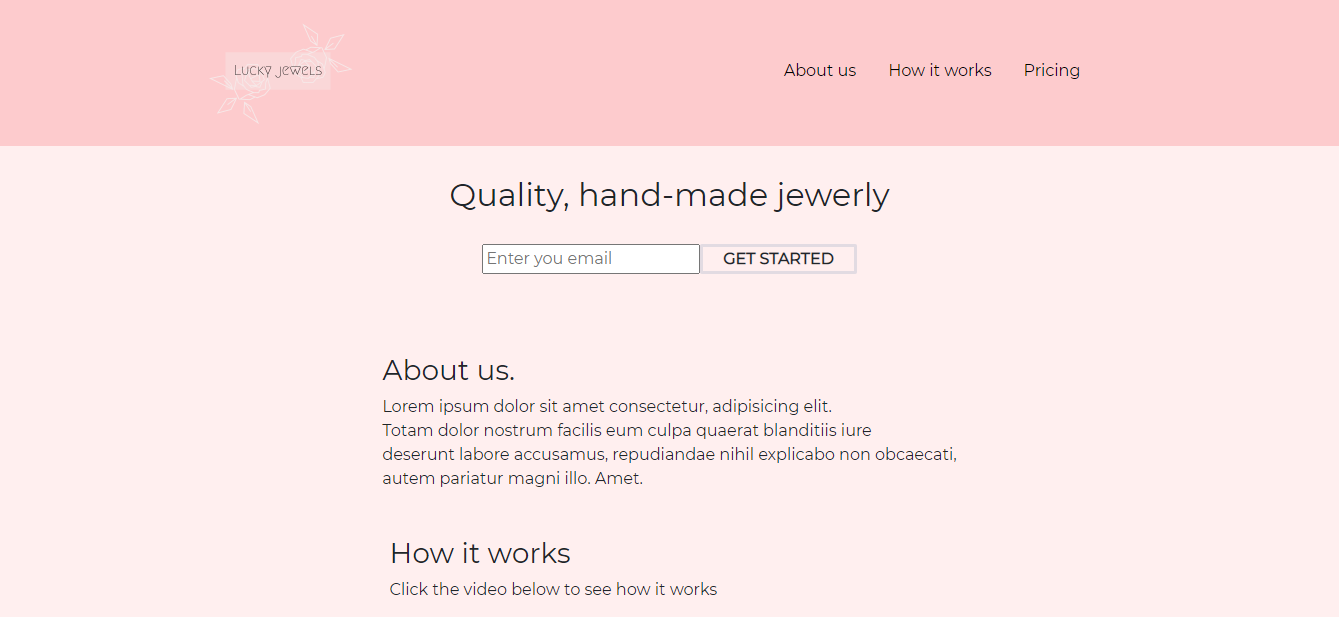 Lucky Jewels
About us How it works Pricing
Quality, hand-made jewerly
Enter you email GET STARTED
About us.
Lorem ipsum dolor sit amet consectetur, adipisicing elit.
Totam dolor nostrum facilis eum culpa quaerat blanditiis iure
deserunt labore accusamus, repudiandae nihil explicabo non obcaecati,
autem pariatur magni illo. Amet.
How it works
Click the video below to see how it works